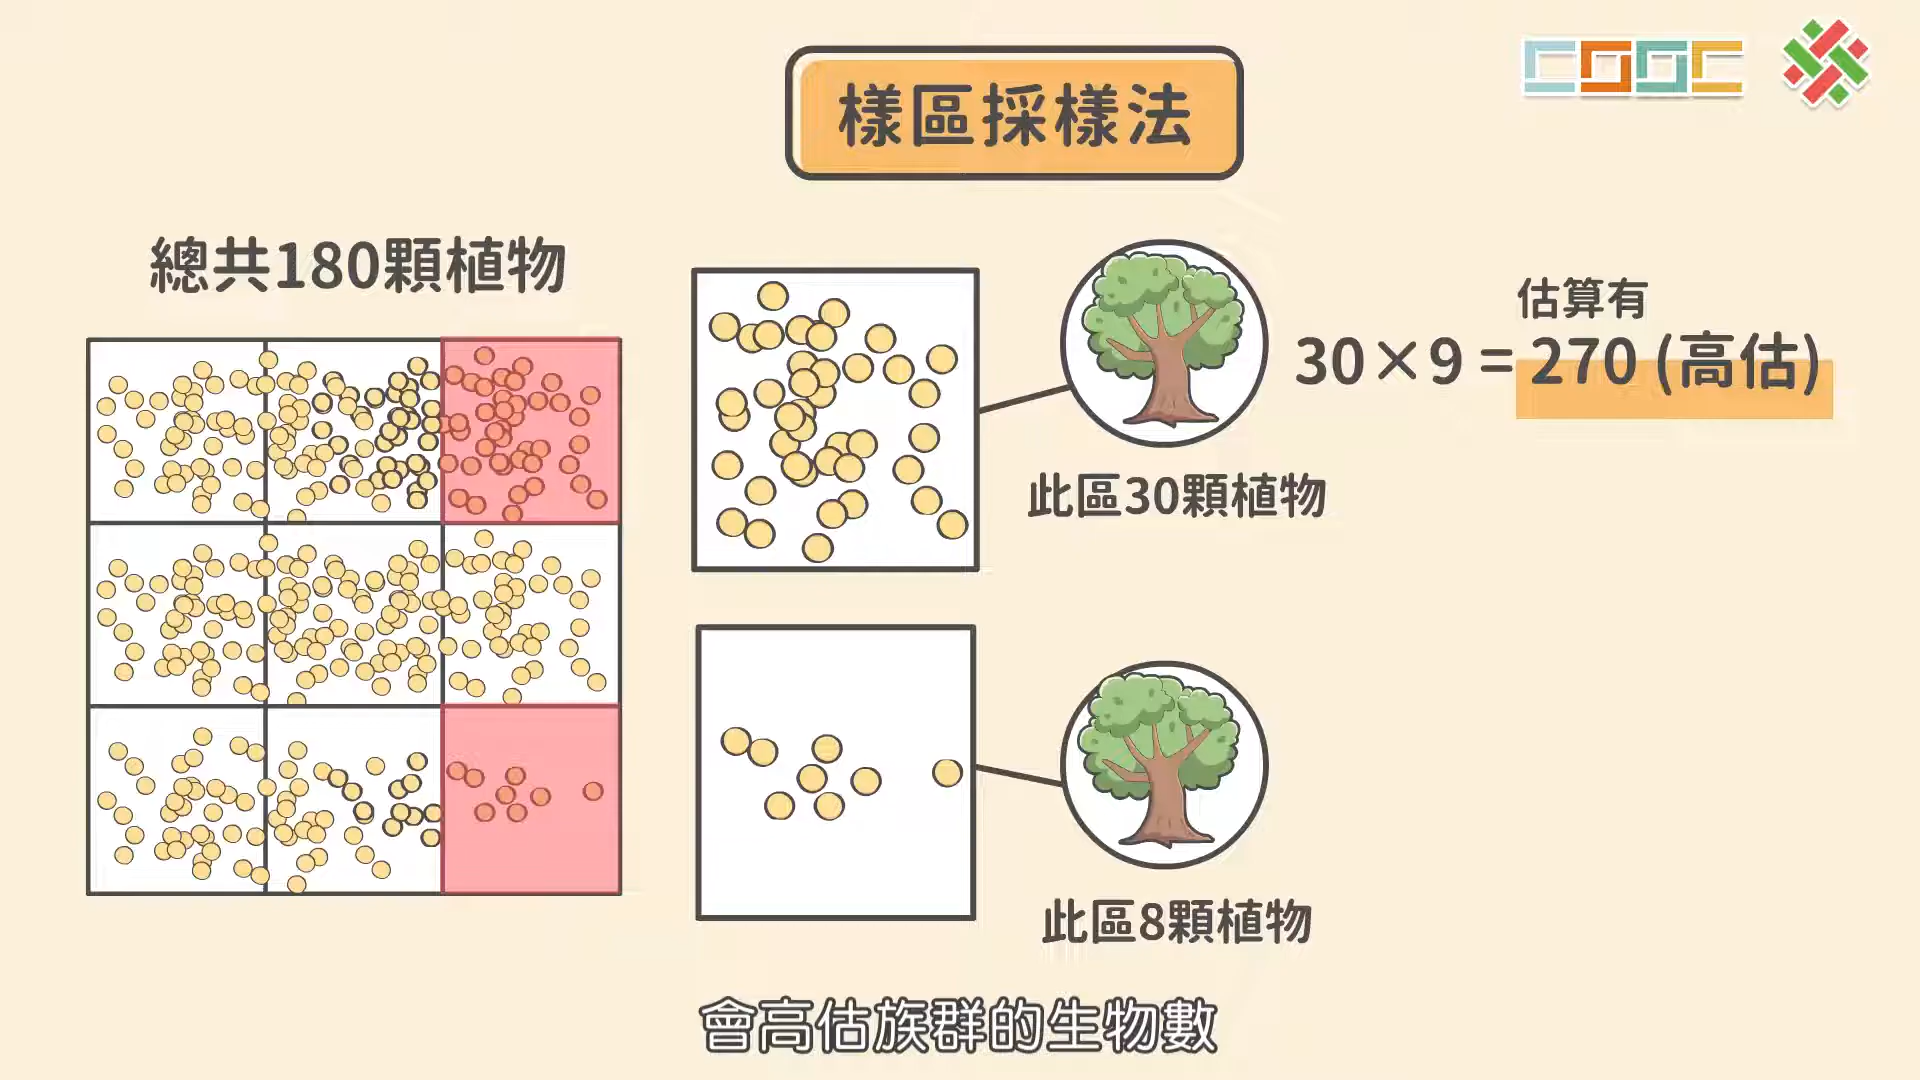 樣區採樣法
總共180顆植物
估算有
30×9 = 270 (高估)
此區30顆植物
此區8顆植物
會高估族群的生物數